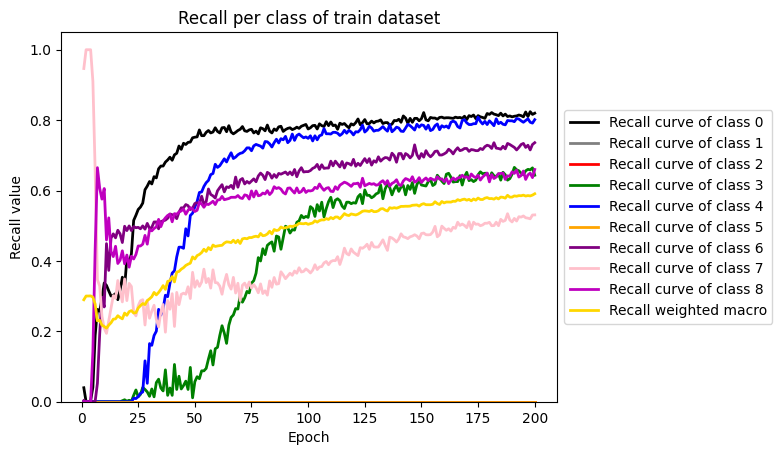 Recall per class of train dataset
Recall value
1.0
0.8
0.6
0.4
0.2
0.0
0
25
50
75
100
125
150
175
200
Epoch
Recall curve of class 0
Recall curve of class 1
Recall curve of class 2
Recall curve of class 3
Recall curve of class 4
Recall curve of class 5
Recall curve of class 6
Recall curve of class 7
Recall curve of class 8
Recall weighted macro